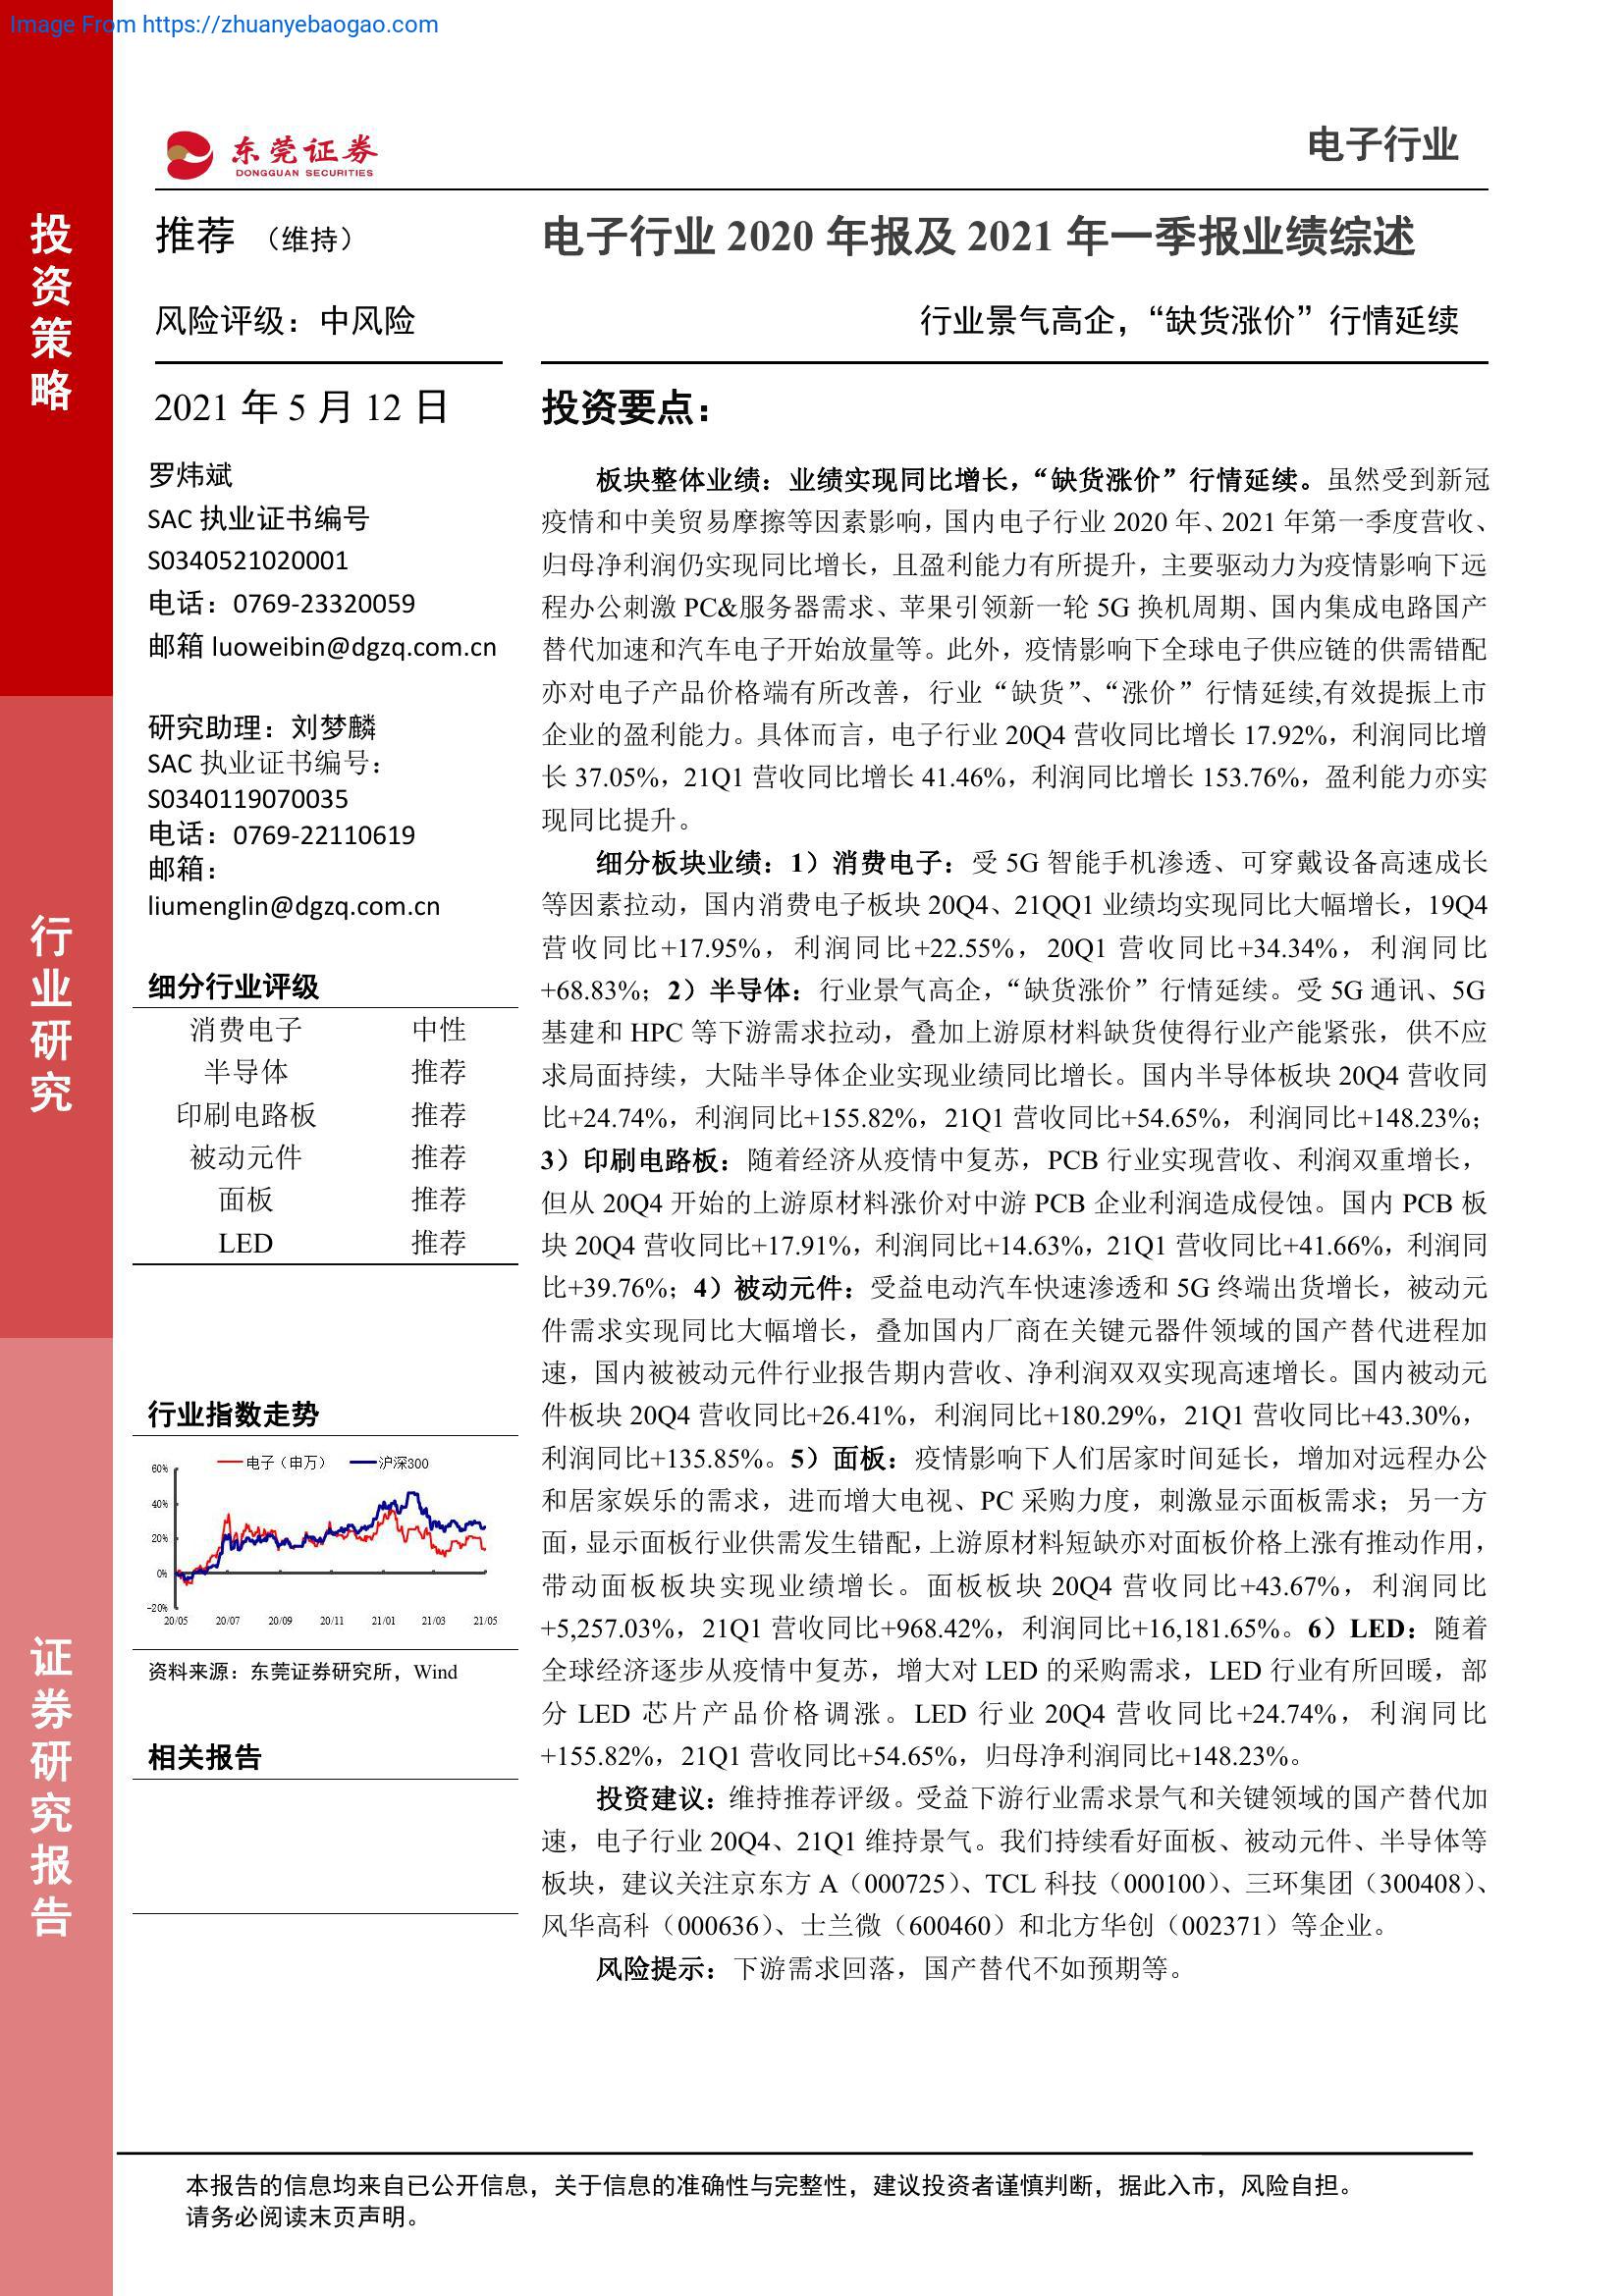 Image From https://zhuanyebaogao.com
投资策略
行业研究
证券研究报告
东莞证券
DONGGUAN SECURITIES
电子行业
推荐 （维持）
电子行业 2020 年报及 2021 年一季报业绩综述
风险评级：中风险
行业景气高企，“缺货涨价”行情延续
2021 年 5 月 12 日
罗炜斌
SAC 执业证书编号
S0340521020001
电话：0769-23320059
邮箱 luoweibin@dgzq.com.cn
研究助理：刘梦麟
SAC 执业证书编号：
S0340119070035
电话：0769-22110619
邮箱：
liumenglin@dgzq.com.cn
细分行业评级
消费电子 中性
半导体 推荐
印刷电路板 推荐
被动元件 推荐
面板 推荐
LED 推荐
行业指数走势
电子（申万） 沪深300
60%
40%
20%
0%
-20%
20/05 20/07 20/09 20/11 21/01 21/03 21/05
资料来源：东莞证券研究所，Wind
相关报告
投资要点：
板块整体业绩：业绩实现同比增长，“缺货涨价”行情延续。虽然受到新冠
疫情和中美贸易摩擦等因素影响，国内电子行业 2020 年、2021 年第一季度营收、
归母净利润仍实现同比增长，且盈利能力有所提升，主要驱动力为疫情影响下远
程办公刺激 PC&服务器需求、苹果引领新一轮 5G 换机周期、国内集成电路国产
替代加速和汽车电子开始放量等。此外，疫情影响下全球电子供应链的供需错配
亦对电子产品价格端有所改善，行业“缺货”、“涨价”行情延续,有效提振上市
企业的盈利能力。具体而言，电子行业 20Q4 营收同比增长 17.92%，利润同比增
长 37.05%，21Q1 营收同比增长 41.46%，利润同比增长 153.76%，盈利能力亦实
现同比提升。
细分板块业绩：1）消费电子：受 5G 智能手机渗透、可穿戴设备高速成长
等因素拉动，国内消费电子板块 20Q4、21QQ1 业绩均实现同比大幅增长，19Q4
营收同比+17.95%，利润同比+22.55%，20Q1 营收同比+34.34%，利润同比
+68.83%；2）半导体：行业景气高企，“缺货涨价”行情延续。受 5G 通讯、5G
基建和 HPC 等下游需求拉动，叠加上游原材料缺货使得行业产能紧张，供不应
求局面持续，大陆半导体企业实现业绩同比增长。国内半导体板块 20Q4 营收同
比+24.74%，利润同比+155.82%，21Q1 营收同比+54.65%，利润同比+148.23%；
3）印刷电路板：随着经济从疫情中复苏，PCB 行业实现营收、利润双重增长，
但从 20Q4 开始的上游原材料涨价对中游 PCB 企业利润造成侵蚀。国内 PCB 板
块 20Q4 营收同比+17.91%，利润同比+14.63%，21Q1 营收同比+41.66%，利润同
比+39.76%；4）被动元件：受益电动汽车快速渗透和 5G 终端出货增长，被动元
件需求实现同比大幅增长，叠加国内厂商在关键元器件领域的国产替代进程加
速，国内被被动元件行业报告期内营收、净利润双双实现高速增长。国内被动元
件板块 20Q4 营收同比+26.41%，利润同比+180.29%，21Q1 营收同比+43.30%，
利润同比+135.85%。5）面板：疫情影响下人们居家时间延长，增加对远程办公
和居家娱乐的需求，进而增大电视、PC 采购力度，刺激显示面板需求；另一方
面，显示面板行业供需发生错配，上游原材料短缺亦对面板价格上涨有推动作用，
带动面板板块实现业绩增长。面板板块 20Q4 营收同比+43.67%，利润同比
+5,257.03%，21Q1 营收同比+968.42%，利润同比+16,181.65%。6）LED：随着
全球经济逐步从疫情中复苏，增大对 LED 的采购需求，LED 行业有所回暖，部
分 LED 芯片产品价格调涨。LED 行业 20Q4 营收同比+24.74%，利润同比
+155.82%，21Q1 营收同比+54.65%，归母净利润同比+148.23%。
投资建议：维持推荐评级。受益下游行业需求景气和关键领域的国产替代加
速，电子行业 20Q4、21Q1 维持景气。我们持续看好面板、被动元件、半导体等
板块，建议关注京东方 A（000725）、TCL 科技（000100）、三环集团（300408）、
风华高科（000636）、士兰微（600460）和北方华创（002371）等企业。
风险提示：下游需求回落，国产替代不如预期等。
本报告的信息均来自已公开信息，关于信息的准确性与完整性，建议投资者谨慎判断，据此入市，风险自担。
请务必阅读末页声明。